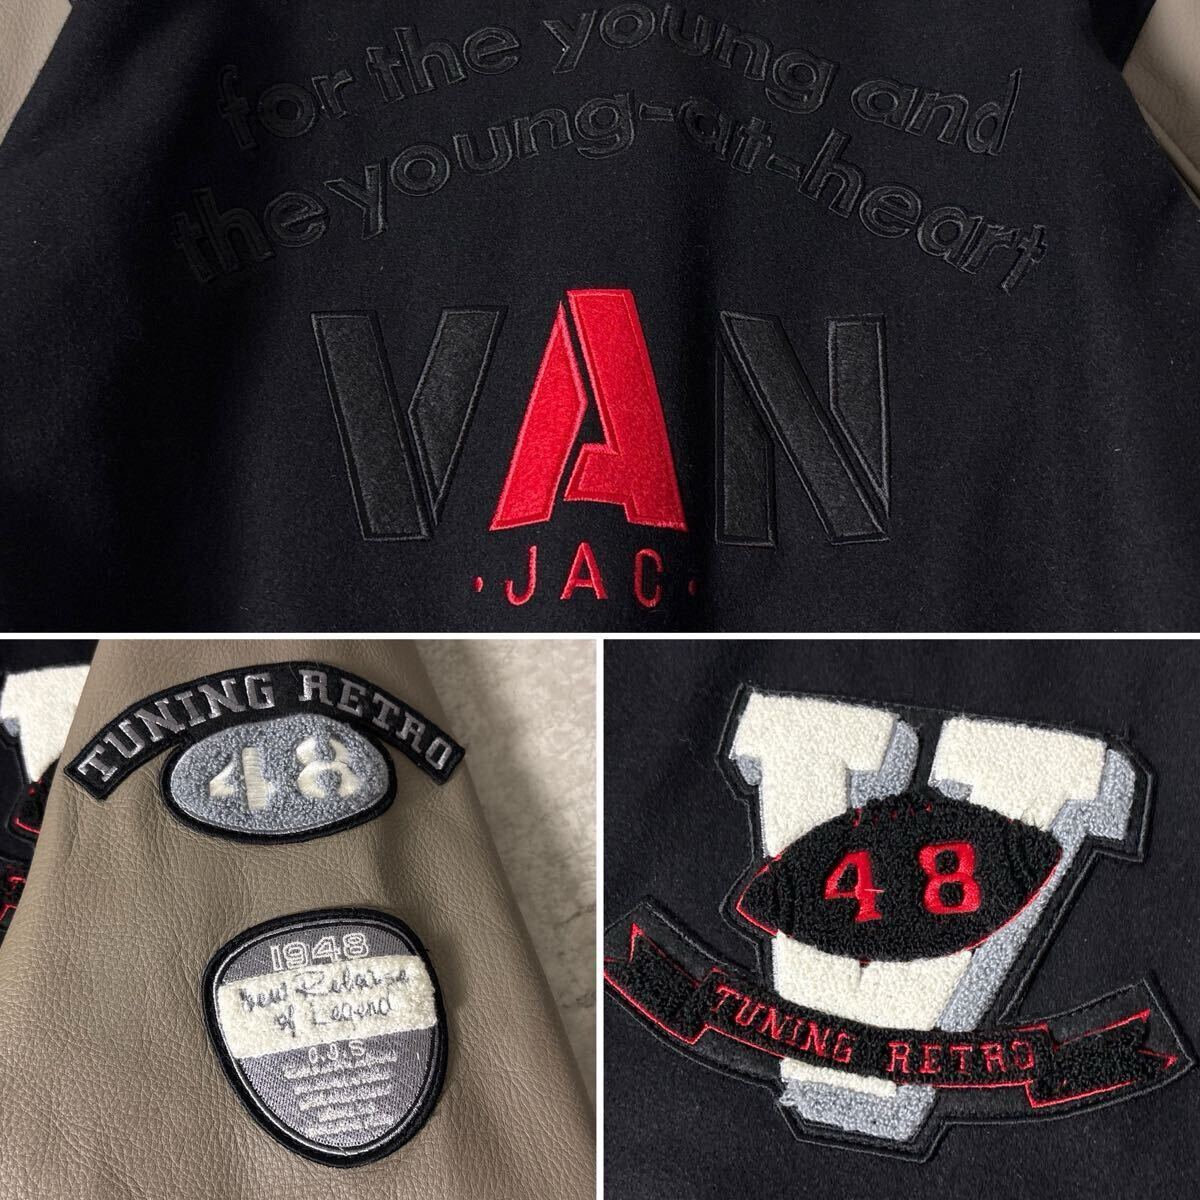 for the young and
the young-at-heart
VAN
·JAC·
TUNING RETRO
48
1948
New Relaxase
of Legend
48
TUNING RETRO